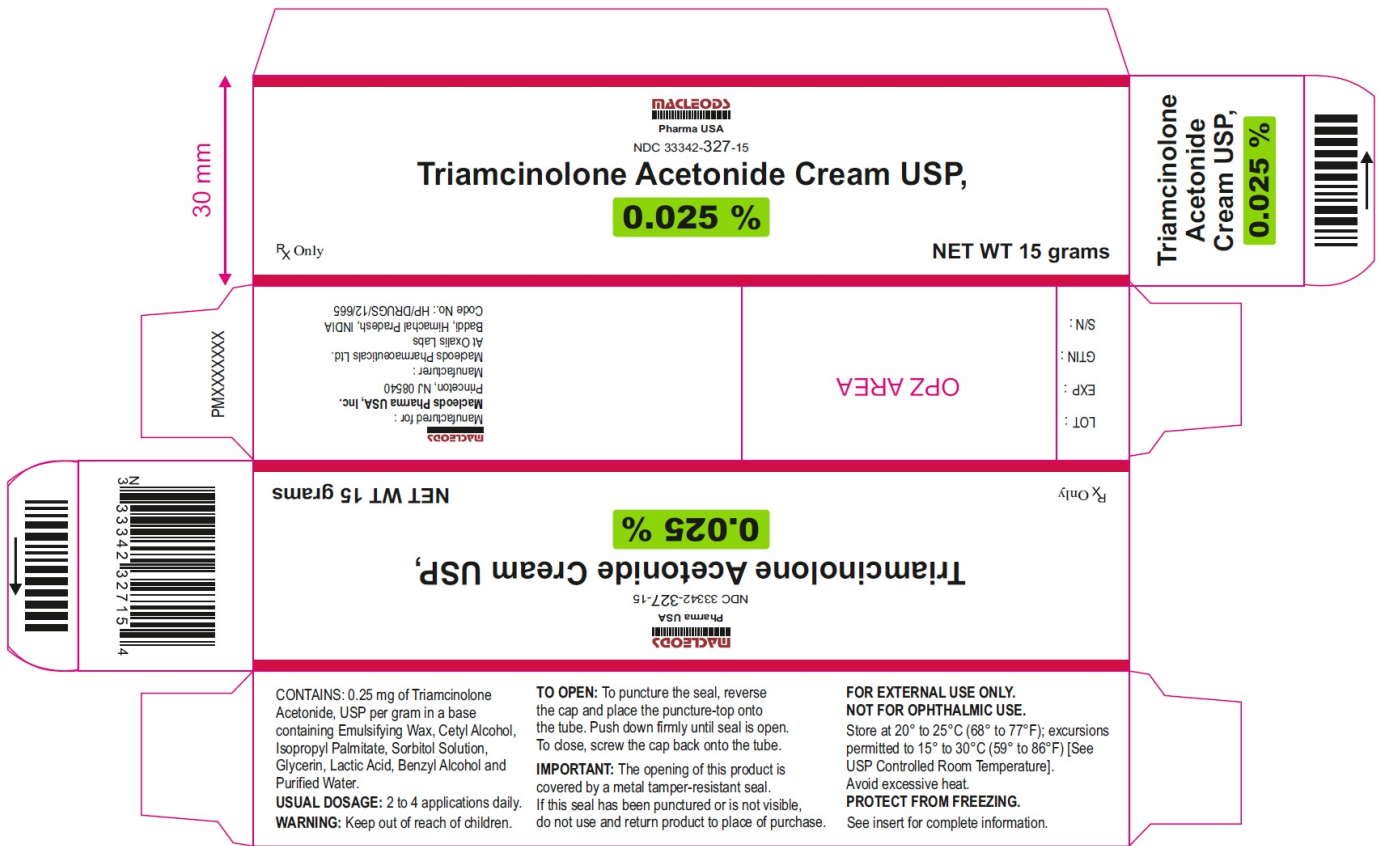 MACLEODS
Pharma USA
NDC 33342-327-15
Triamcinolone Acetonide Cream USP,
0.025 %
Rx Only
NET WT 15 grams
Triamcinolone
Acetonide
Cream USP,
0.025 %
30 mm
PMXXXXXXX
MACLEODS
Manufactured for :
Macleods Pharma USA, Inc.
Princeton, NJ 08540
Manufacturer :
Macleods Pharmaceuticals Ltd.
At Oxalis Labs
Baddi, Himachal Pradesh, INDIA
Code No.: HP/DRUGS/12/665
OPZ AREA
LOT :
EXP :
GTIN :
S/N :
MACLEODS
Pharma USA
NDC 33342-327-15
Triamcinolone Acetonide Cream USP,
0.025 %
Rx Only
NET WT 15 grams
N
3 33342 32715 4
CONTAINS: 0.25 mg of Triamcinolone
Acetonide, USP per gram in a base
containing Emulsifying Wax, Cetyl Alcohol,
Isopropyl Palmitate, Sorbitol Solution,
Glycerin, Lactic Acid, Benzyl Alcohol and
Purified Water.
USUAL DOSAGE: 2 to 4 applications daily.
WARNING: Keep out of reach of children.
TO OPEN: To puncture the seal, reverse
the cap and place the puncture-top onto
the tube. Push down firmly until seal is open.
To close, screw the cap back onto the tube.
IMPORTANT: The opening of this product is
covered by a metal tamper-resistant seal.
If this seal has been punctured or is not visible,
do not use and return product to place of purchase.
FOR EXTERNAL USE ONLY.
NOT FOR OPHTHALMIC USE.
Store at 20° to 25°C (68° to 77°F); excursions
permitted to 15° to 30°C (59° to 86°F) [See
USP Controlled Room Temperature].
Avoid excessive heat.
PROTECT FROM FREEZING.
See insert for complete information.